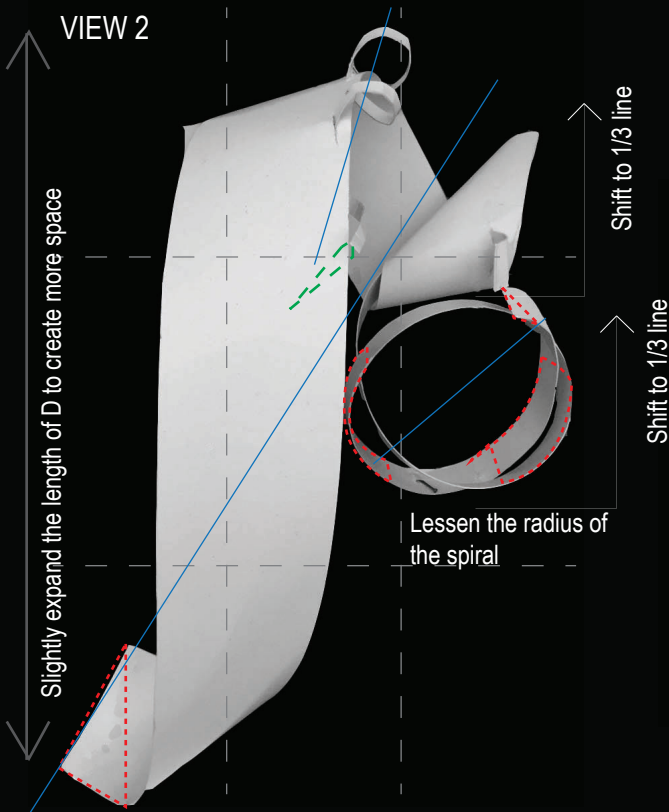 VIEW 2
Slightly expand the length of D to create more space
Shift to 1/3 line
Shift to 1/3 line
Lessen the radius of
the spiral